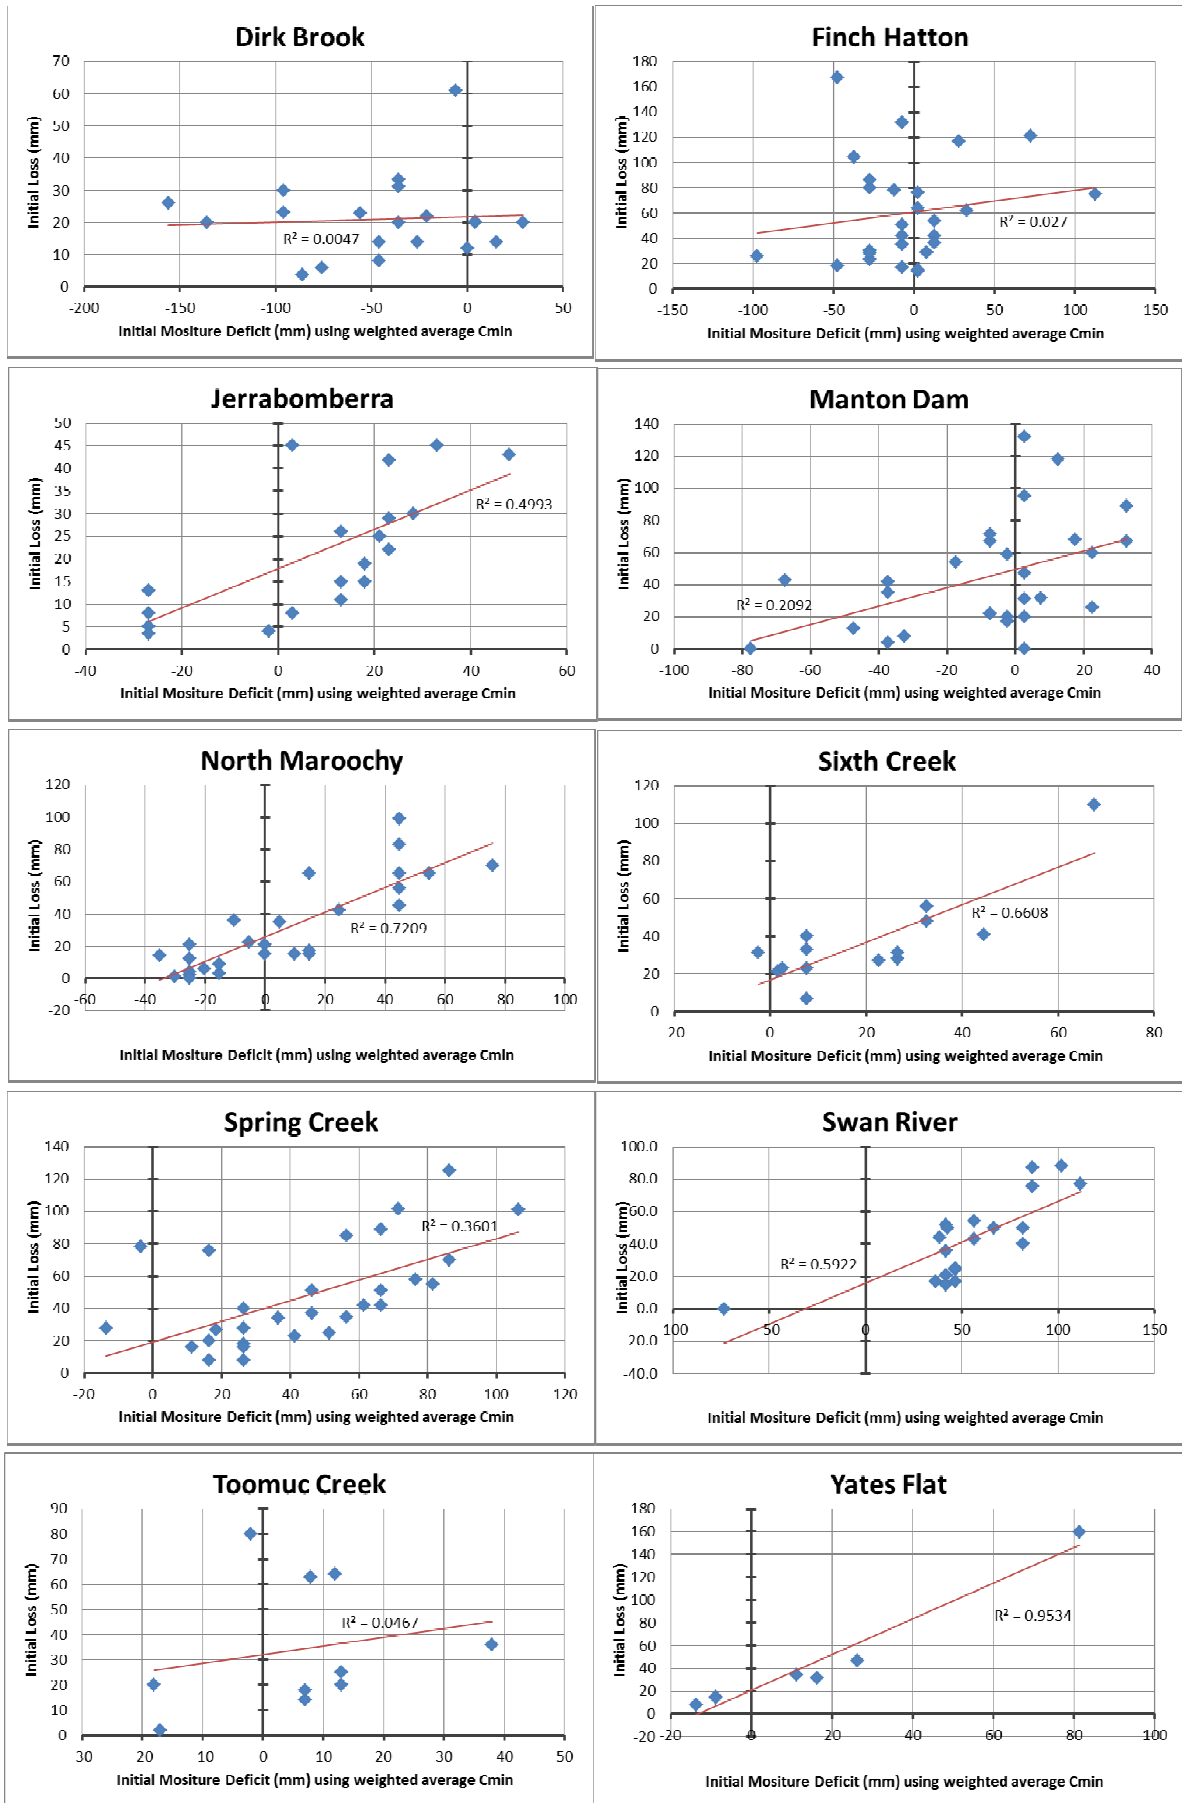 Dirk Brook
Initial Loss (mm)
70
60
50
40
30
20
10
0
R² = 0.0047
-200 -150 -100 -50 0 50
Initial Mositure Deficit (mm) using weighted average Cmin
Finch Hatton
Initial Loss (mm)
180
160
140
120
100
80
60
40
20
0
R² = 0.027
-150 -100 -50 0 50 100 150
Initial Mositure Deficit (mm) using weighted average Cmin
Jerrabomberra
Initial Loss (mm)
50
45
40
35
30
25
20
15
10
5
0
R² = 0.4993
-40 -20 0 20 40 60
Initial Mositure Deficit (mm) using weighted average Cmin
Manton Dam
Initial Loss (mm)
140
120
100
80
60
40
20
0
R² = 0.2092
-100 -80 -60 -40 -20 0 20 40
Initial Mositure Deficit (mm) using weighted average Cmin
North Maroochy
Initial Loss (mm)
120
100
80
60
40
20
0
-20
R² = 0.7209
-60 -40 -20 0 20 40 60 80 100
Initial Mositure Deficit (mm) using weighted average Cmin
Sixth Creek
Initial Loss (mm)
120
100
80
60
40
20
0
R² = 0.6608
20 0 20 40 60 80
Initial Mositure Deficit (mm) using weighted average Cmin
Spring Creek
Initial Loss (mm)
140
120
100
80
60
40
20
0
R² = 0.3601
-20 0 20 40 60 80 100 120
Initial Mositure Deficit (mm) using weighted average Cmin
Swan River
Initial Loss (mm)
100.0
80.0
60.0
40.0
20.0
0.0
20.0
-40.0
R² = 0.5922
100 50 0 50 100 150
Initial Mositure Deficit (mm) using weighted average Cmin
Toomuc Creek
Initial Loss (mm)
90
80
70
60
50
40
30
20
10
0
R² = 0.0467
30 20 10 0 10 20 30 40 50
Initial Mositure Deficit (mm) using weighted average Cmin
Yates Flat
Initial Loss (mm)
180
160
140
120
100
80
60
40
20
0
-20
R² = 0.9534
-20 0 20 40 60 80 100
Initial Mositure Deficit (mm) using weighted average Cmin